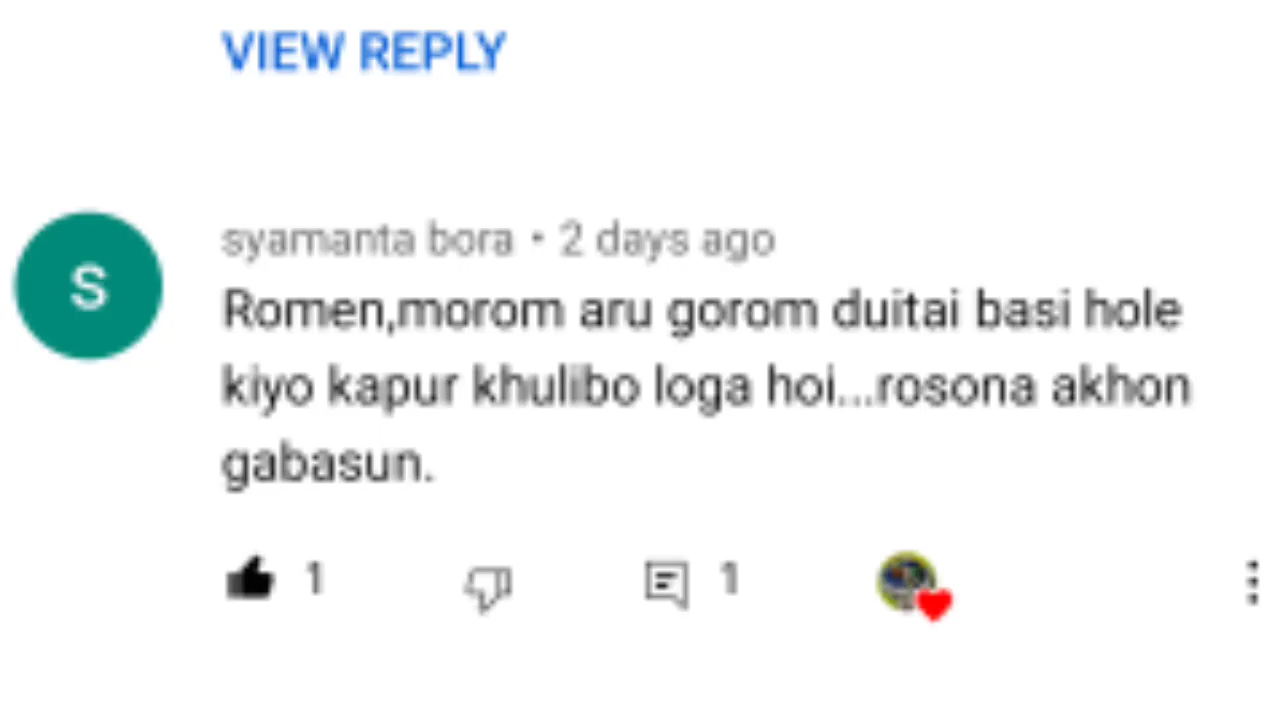 VIEW REPLY
syamanta bora • 2 days ago
Romen,morom aru gorom duitai basi hole
kiyo kapur khulibo loga hoi...rosona akhon
gabasun.
1 1
S